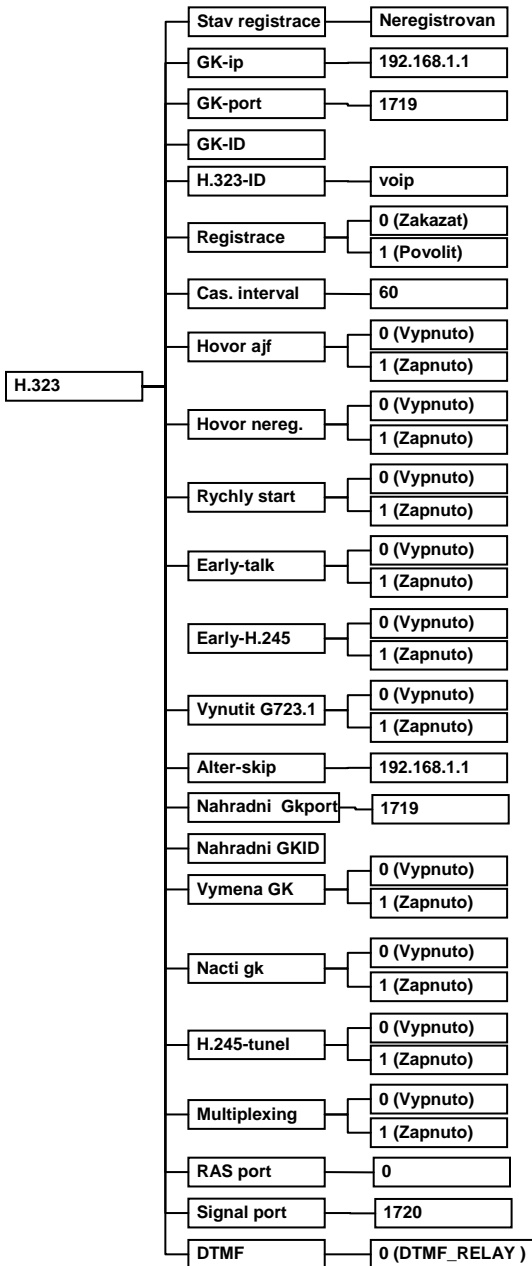 H.323
Stav registrace
Neregistrovan
GK-ip
192.168.1.1
GK-port
1719
GK-ID
H.323-ID
voip
Registrace
0 (Zakazat)
1 (Povolit)
Cas. interval
60
Hovor ajf
0 (Vypnuto)
1 (Zapnuto)
Hovor nereg.
0 (Vypnuto)
1 (Zapnuto)
Rychly start
0 (Vypnuto)
1 (Zapnuto)
Early-talk
0 (Vypnuto)
1 (Zapnuto)
Early-H.245
0 (Vypnuto)
1 (Zapnuto)
Vynutit G723.1
0 (Vypnuto)
1 (Zapnuto)
Alter-skip
192.168.1.1
Nahradni Gkport
1719
Nahradni GKID
Vymena GK
0 (Vypnuto)
1 (Zapnuto)
Nacti gk
0 (Vypnuto)
1 (Zapnuto)
H.245-tunel
0 (Vypnuto)
1 (Zapnuto)
Multiplexing
0 (Vypnuto)
1 (Zapnuto)
RAS port
0
Signal port
1720
DTMF
0 (DTMF_RELAY )